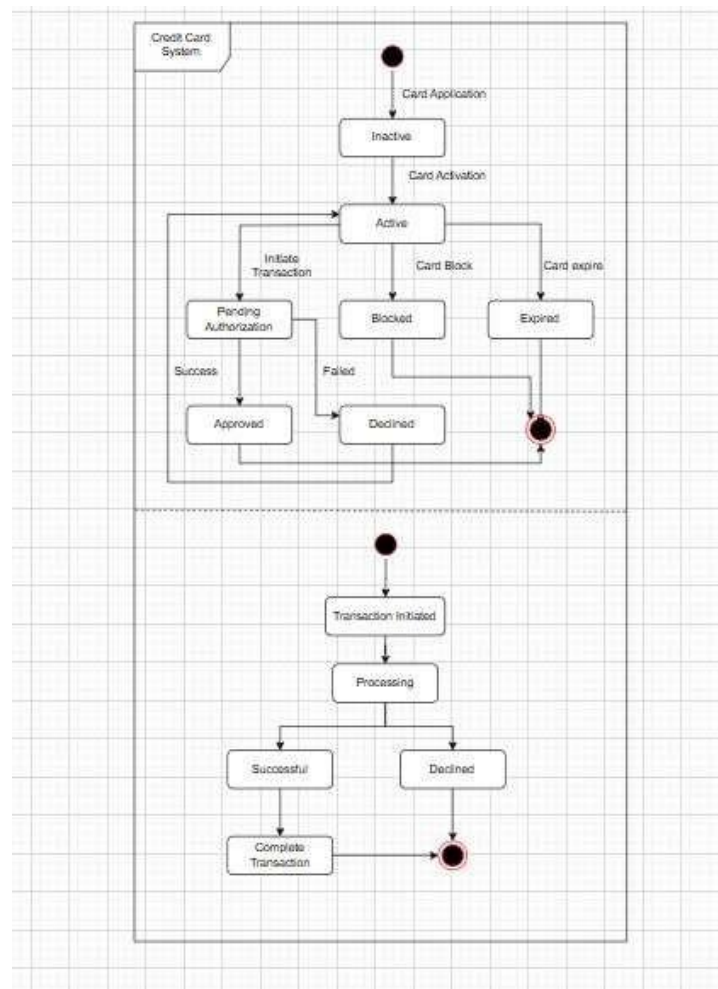 Credit Card
System
Card Application
Inactive
Card Activation
Active
Initiate
Transaction
Card Block
Card expire
Pending
Authorization
Blocked
Expired
Success
Failed
Approved
Declined
Transaction Initiated
Processing
Successful
Declined
Complete
Transaction